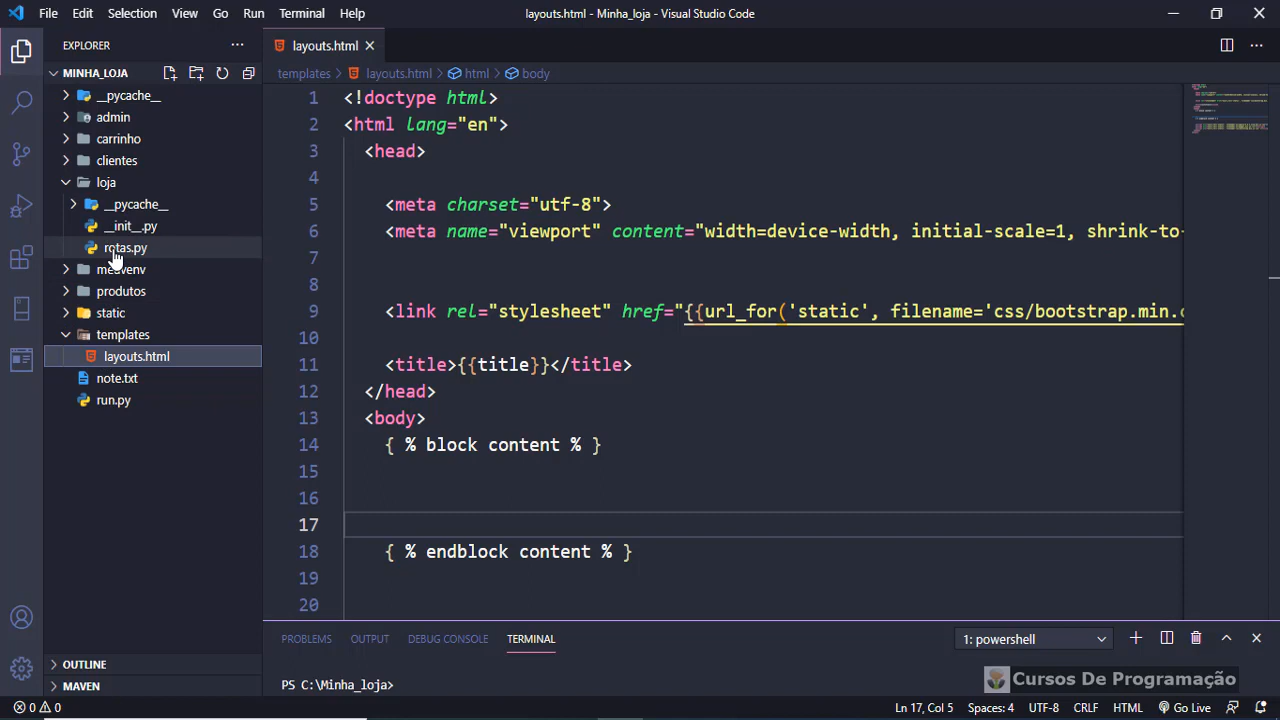 File Edit Selection View Go Run Terminal Help layouts.html - Minha_loja - Visual Studio Code
EXPLORER
MINHA_LOJA
__pycache__
admin
carrinho
clientes
loja
__pycache__
__init__.py
rotas.py
produtos
static
templates
layouts.html
note.txt
run.py
OUTLINE
MAVEN
layouts.html
templates > layouts.html > html > body
1 <!doctype html>
2 <html lang="en">
3 <head>
4
5 <meta charset="utf-8">
6 <meta name="viewport" content="width=device-width, initial-scale=1, shrink-to-
7
8
9 <link rel="stylesheet" href="{{url_for('static', filename='css/bootstrap.min.c
10
11 <title>{{title}}</title>
12 </head>
13 <body>
14 { % block content % }
15
16
17
18 { % endblock content % }
19
20
PROBLEMS OUTPUT DEBUG CONSOLE TERMINAL 1: powershell
PS C:\Minha_loja>
Cursos De Programação
0 0 Ln 17, Col 5 Spaces: 4 UTF-8 CRLF HTML Go Live